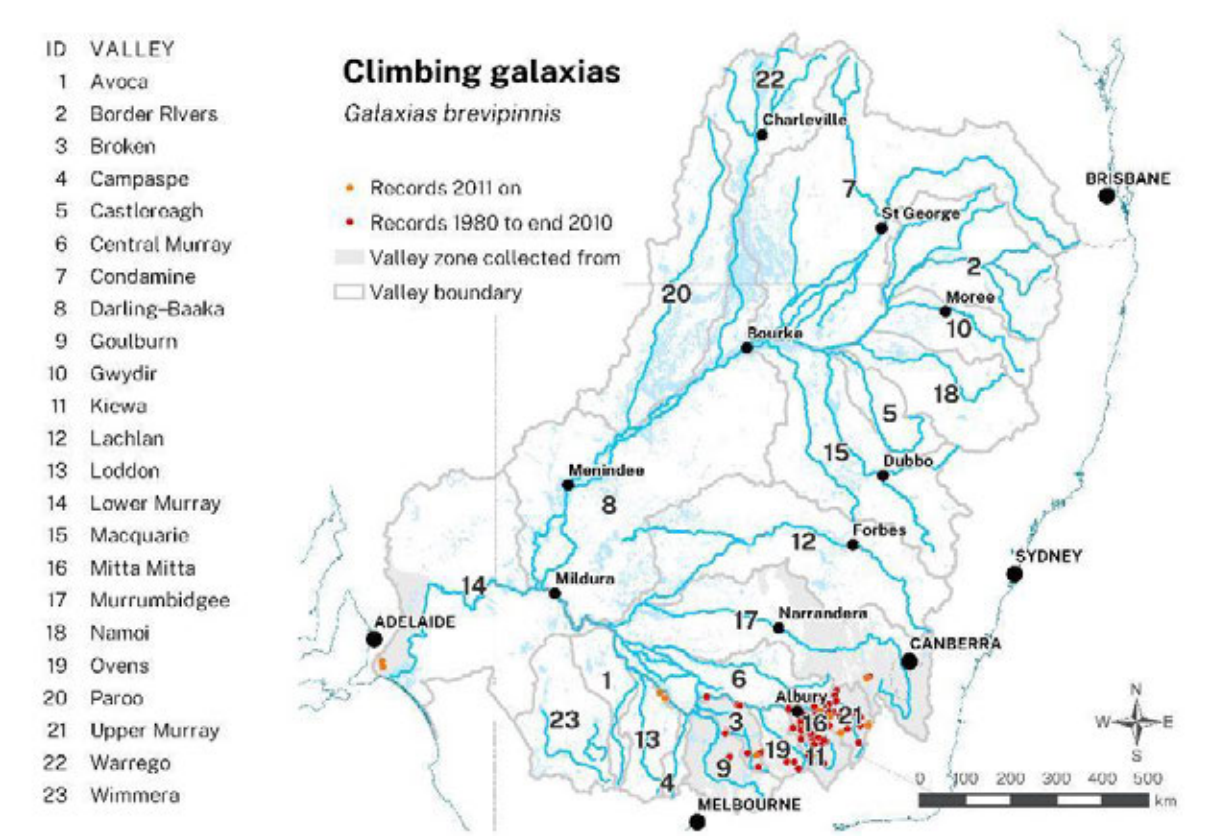 ID VALLEY
1 Avoca
2 Border RIvers
3 Broken
4 Campaspe
5 Castlereagh
6 Central Murray
7 Condamine
8 Darling–Baaka
9 Goulburn
10 Gwydir
11 Kiewa
12 Lachlan
13 Loddon
14 Lower Murray
15 Macquarie
16 Mitta Mitta
17 Murrumbidgee
18 Namoi
19 Ovens
20 Paroo
21 Upper Murray
22 Warrego
23 Wimmera
Climbing galaxias
Galaxias brevipinnis
Records 2011 on
Records 1980 to end 2010
Valley zone collected from
Valley boundary
22
Charleville
BRISBANE
7
St George
2
20
Moree
10
Bourke
18
5
15
Dubbo
Menindee
8
Forbes
12
SYDNEY
Mildura
14
Narrandera
17
ADELAIDE
CANBERRA
1
6
Albury
23
3
16
21
13
19
11
9
4
MELBOURNE
N
W E
S
0 100 200 300 400 500
km